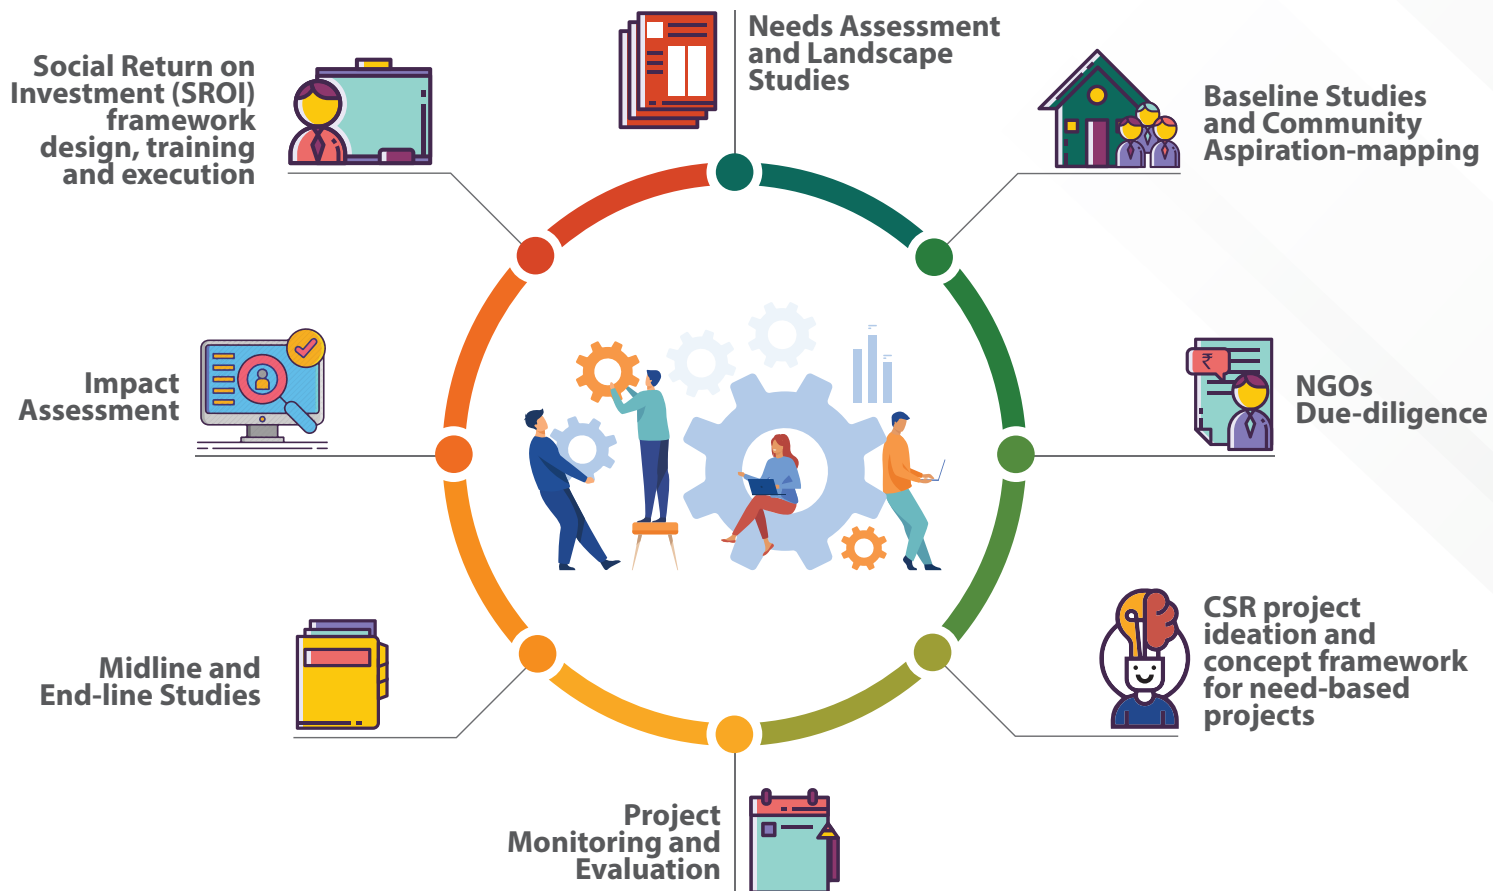 Needs Assessment
and Landscape
Studies
Baseline Studies
and Community
Aspiration-mapping
₹
NGOs
Due-diligence
CSR project
ideation and
concept framework
for need-based
projects
Project
Monitoring and
Evaluation
Midline and
End-line Studies
Impact
Assessment
Social Return on
Investment (SROI)
framework
design, training
and execution